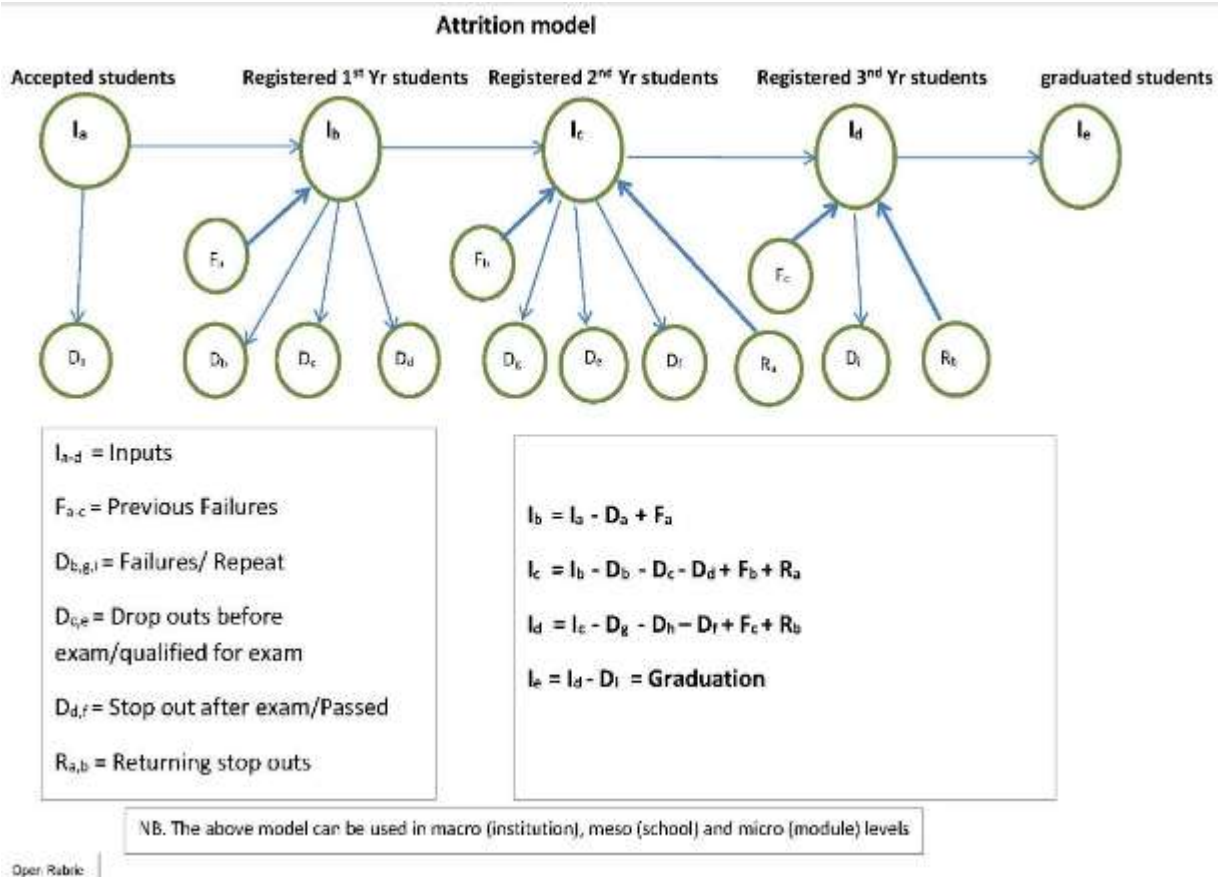 Attrition model
Accepted students Registered 1st Yr students Registered 2nd Yr students Registered 3rd Yr students graduated students
Ia Ib Ic Id Ie
Fa Fb Fc
Da Db Dc Dd Dg De Df Ra Di Rb
Ia-d = Inputs
Fa-c = Previous Failures
Db,g,i = Failures/ Repeat
Dc,e = Drop outs before
exam/qualified for exam
Dd,f = Stop out after exam/Passed
Ra,b = Returning stop outs
Ib = Ia - Da + Fa
Ic = Ib - Db - Dc - Dd + Fb + Ra
Id = Ic - Dg - Dh – Df + Fc + Rb
Ie = Id - Di = Graduation
NB. The above model can be used in macro (institution), meso (school) and micro (module) levels
Open Rubric